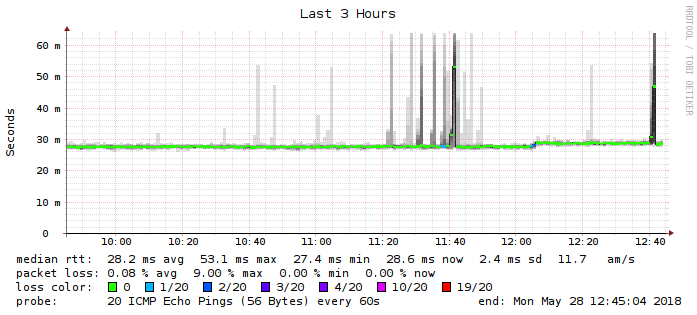 Last 3 Hours
RRDTOOL / TOBI OETIKER
Seconds
60 m
50 m
40 m
30 m
20 m
10 m
0
10:00 10:20 10:40 11:00 11:20 11:40 12:00 12:20 12:40
median rtt: 28.2 ms avg 53.1 ms max 27.4 ms min 28.6 ms now 2.4 ms sd 11.7 am/s
packet loss: 0.08 % avg 9.00 % max 0.00 % min 0.00 % now
loss color: 0 1/20 2/20 3/20 4/20 10/20 19/20
probe: 20 ICMP Echo Pings (56 Bytes) every 60s end: Mon May 28 12:45:04 2018